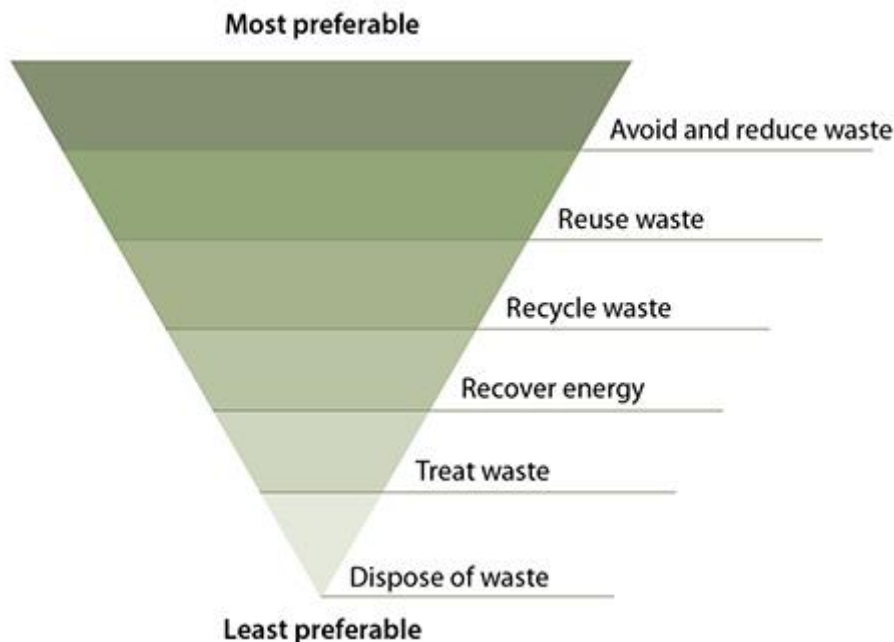 Most preferable
Avoid and reduce waste
Reuse waste
Recycle waste
Recover energy
Treat waste
Dispose of waste
Least preferable